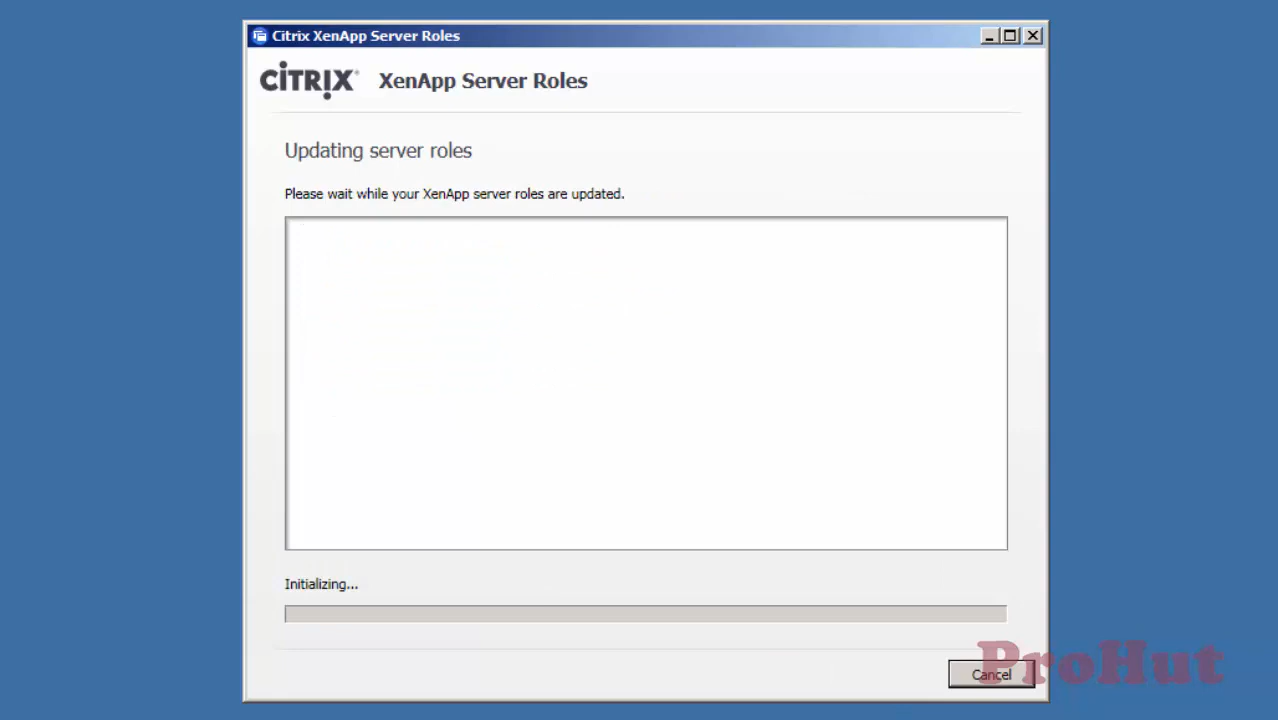 Citrix XenApp Server Roles
CITRIX XenApp Server Roles
Updating server roles
Please wait while your XenApp server roles are updated.
Initializing...
Cancel
ProHut